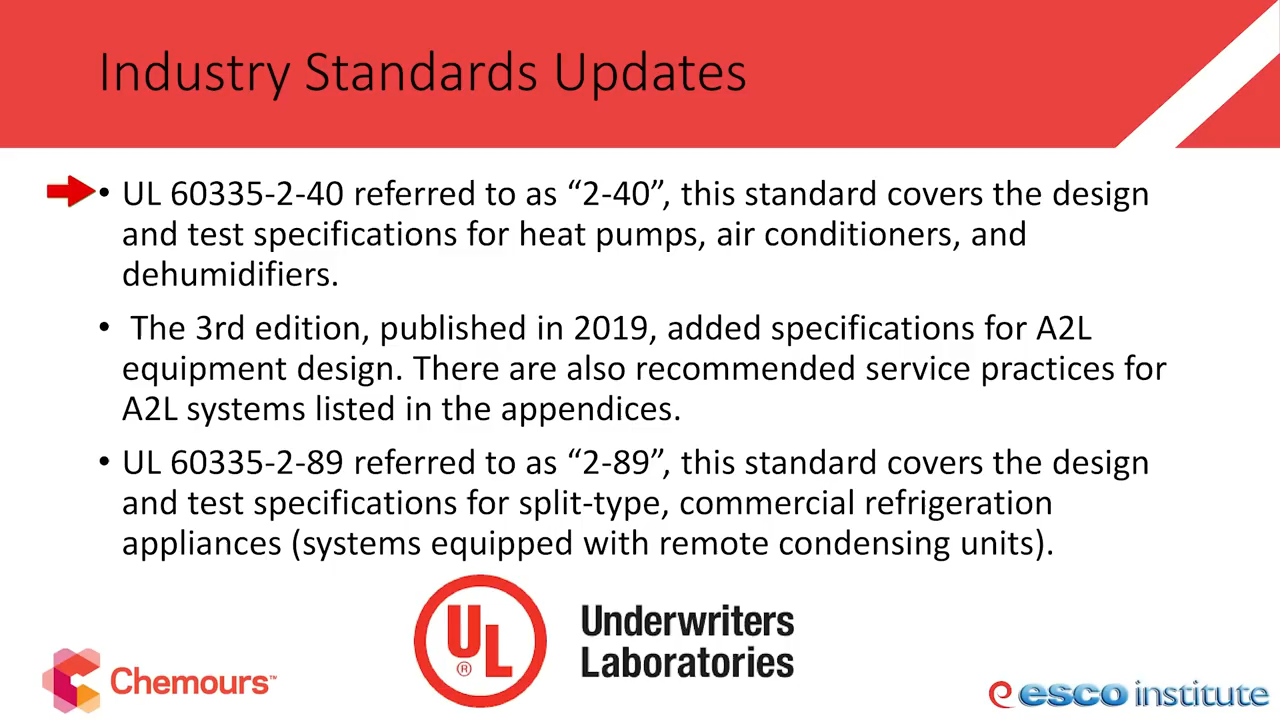 Industry Standards Updates
• UL 60335-2-40 referred to as “2-40”, this standard covers the design
and test specifications for heat pumps, air conditioners, and
dehumidifiers.
• The 3rd edition, published in 2019, added specifications for A2L
equipment design. There are also recommended service practices for
A2L systems listed in the appendices.
• UL 60335-2-89 referred to as “2-89”, this standard covers the design
and test specifications for split-type, commercial refrigeration
appliances (systems equipped with remote condensing units).
UL®
Underwriters
Laboratories
Chemours™
esco institute